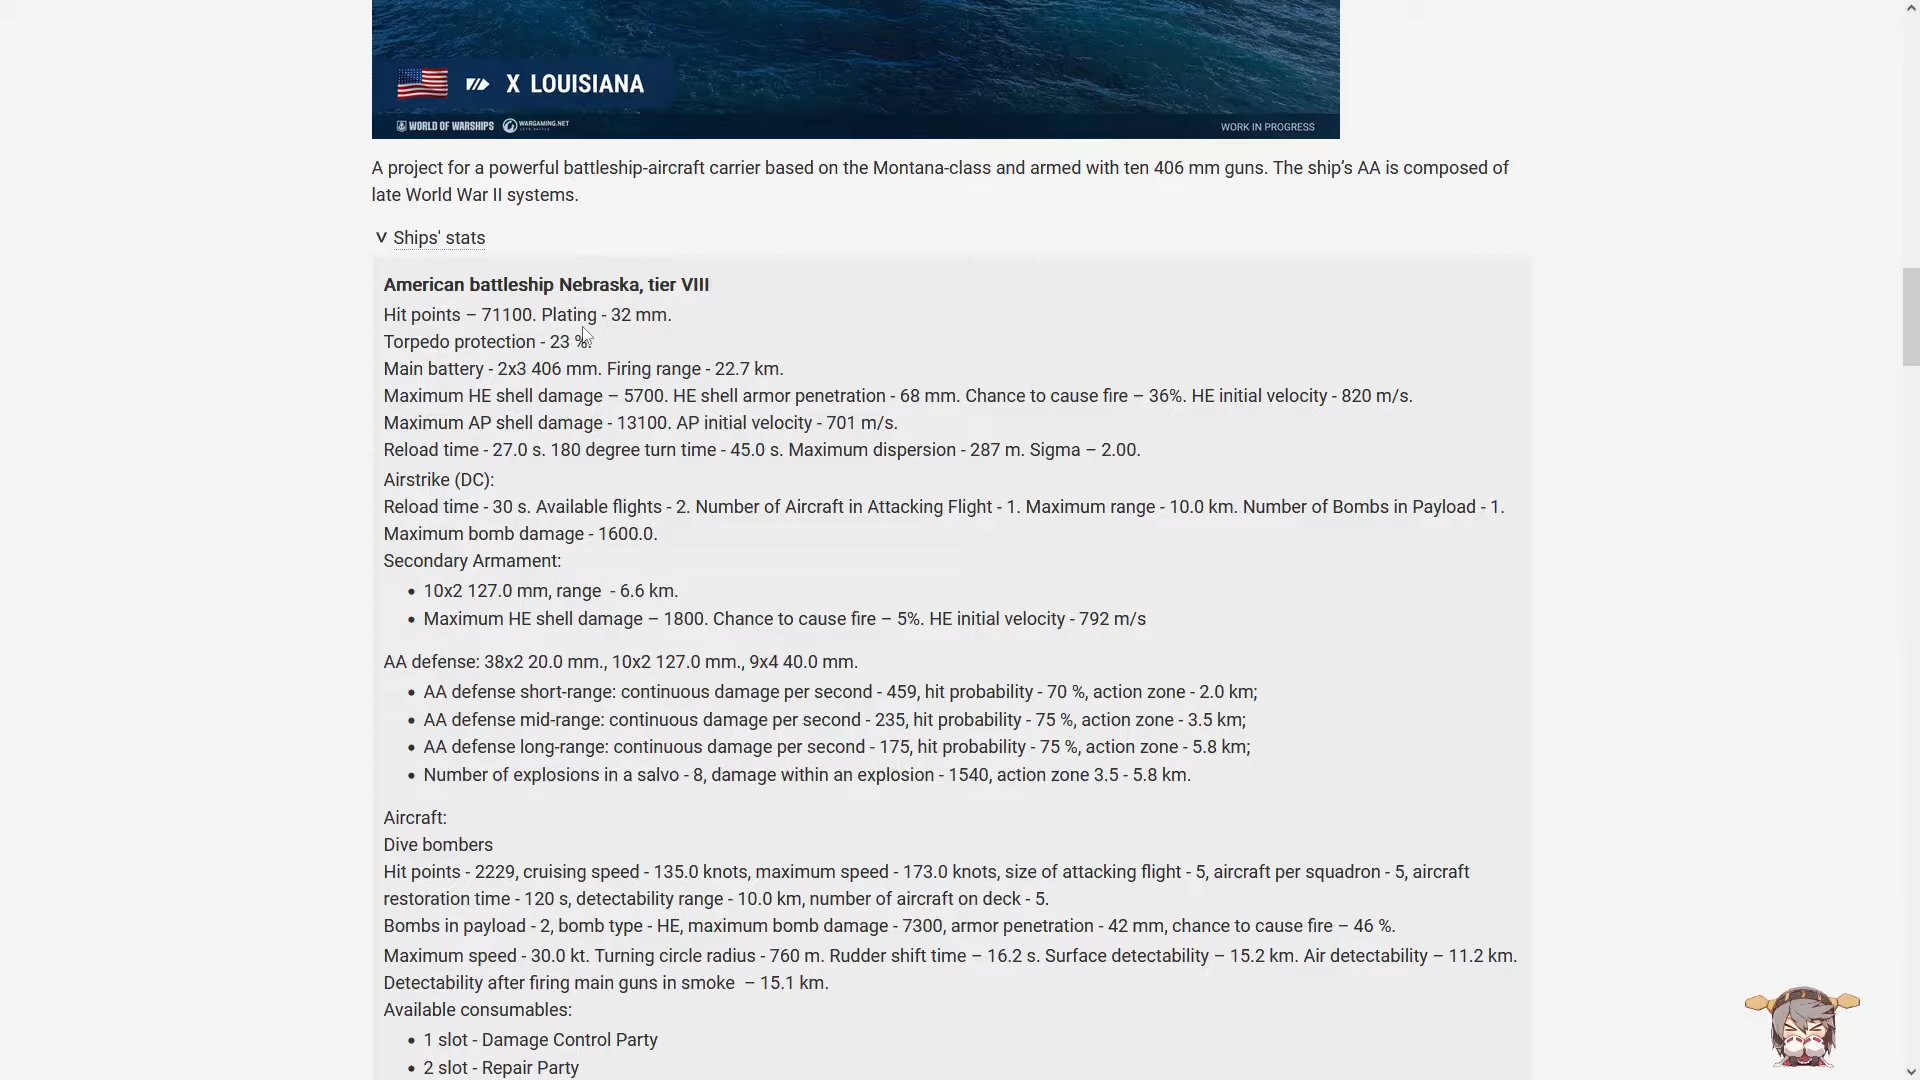 X LOUISIANA
WORLD OF WARSHIPS WARGAMING.NET
WORK IN PROGRESS
A project for a powerful battleship-aircraft carrier based on the Montana-class and armed with ten 406 mm guns. The ship’s AA is composed of
late World War II systems.
Ships' stats
American battleship Nebraska, tier VIII
Hit points – 71100. Plating - 32 mm.
Torpedo protection - 23 %.
Main battery - 2x3 406 mm. Firing range - 22.7 km.
Maximum HE shell damage – 5700. HE shell armor penetration - 68 mm. Chance to cause fire – 36%. HE initial velocity - 820 m/s.
Maximum AP shell damage - 13100. AP initial velocity - 701 m/s.
Reload time - 27.0 s. 180 degree turn time - 45.0 s. Maximum dispersion - 287 m. Sigma – 2.00.
Airstrike (DC):
Reload time - 30 s. Available flights - 2. Number of Aircraft in Attacking Flight - 1. Maximum range - 10.0 km. Number of Bombs in Payload - 1.
Maximum bomb damage - 1600.0.
Secondary Armament:
• 10x2 127.0 mm, range - 6.6 km.
• Maximum HE shell damage – 1800. Chance to cause fire – 5%. HE initial velocity - 792 m/s
AA defense: 38x2 20.0 mm., 10x2 127.0 mm., 9x4 40.0 mm.
• AA defense short-range: continuous damage per second - 459, hit probability - 70 %, action zone - 2.0 km;
• AA defense mid-range: continuous damage per second - 235, hit probability - 75 %, action zone - 3.5 km;
• AA defense long-range: continuous damage per second - 175, hit probability - 75 %, action zone - 5.8 km;
• Number of explosions in a salvo - 8, damage within an explosion - 1540, action zone 3.5 - 5.8 km.
Aircraft:
Dive bombers
Hit points - 2229, cruising speed - 135.0 knots, maximum speed - 173.0 knots, size of attacking flight - 5, aircraft per squadron - 5, aircraft
restoration time - 120 s, detectability range - 10.0 km, number of aircraft on deck - 5.
Bombs in payload - 2, bomb type - HE, maximum bomb damage - 7300, armor penetration - 42 mm, chance to cause fire – 46 %.
Maximum speed - 30.0 kt. Turning circle radius - 760 m. Rudder shift time – 16.2 s. Surface detectability – 15.2 km. Air detectability – 11.2 km.
Detectability after firing main guns in smoke – 15.1 km.
Available consumables:
• 1 slot - Damage Control Party
• 2 slot - Repair Party